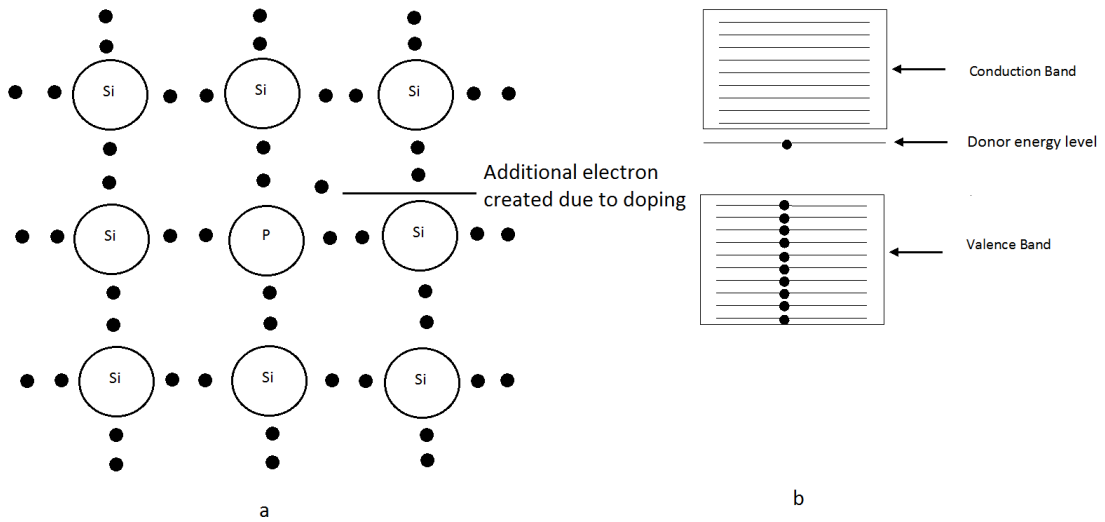 Si
Si
Si
Additional electron
created due to doping
Si
P
Si
Si
Si
Si
a
Conduction Band
Donor energy level
Valence Band
b